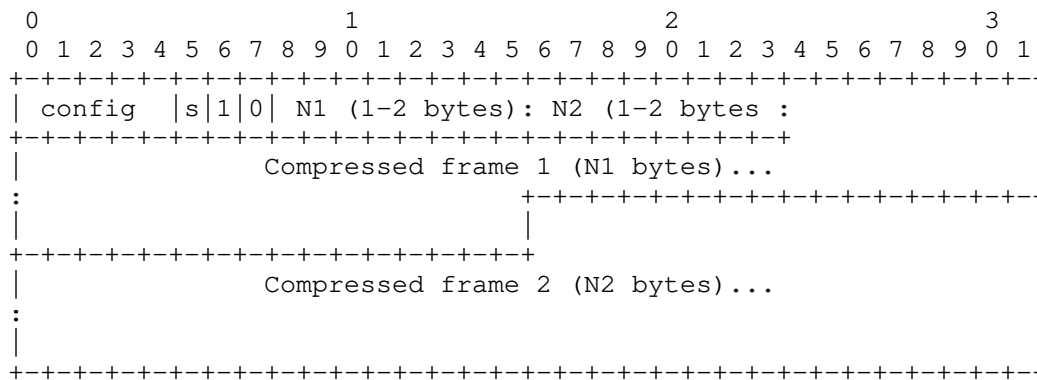 0                   1                   2                   3
 0 1 2 3 4 5 6 7 8 9 0 1 2 3 4 5 6 7 8 9 0 1 2 3 4 5 6 7 8 9 0 1
+-+-+-+-+-+-+-+-+-+-+-+-+-+-+-+-+-+-+-+-+-+-+-+-+-+-+-+-+-+-+-+-
| config  |s|1|0| N1 (1-2 bytes): N2 (1-2 bytes :
+-+-+-+-+-+-+-+-+-+-+-+-+-+-+-+-+-+-+-+-+-+-+-+-+
|               Compressed frame 1 (N1 bytes)...
:                               +-+-+-+-+-+-+-+-+-+-+-+-+-+-+-+-+-
|                               |
+-+-+-+-+-+-+-+-+-+-+-+-+-+-+-+-+
|               Compressed frame 2 (N2 bytes)...
:
|
+-+-+-+-+-+-+-+-+-+-+-+-+-+-+-+-+-+-+-+-+-+-+-+-+-+-+-+-+-+-+-+-